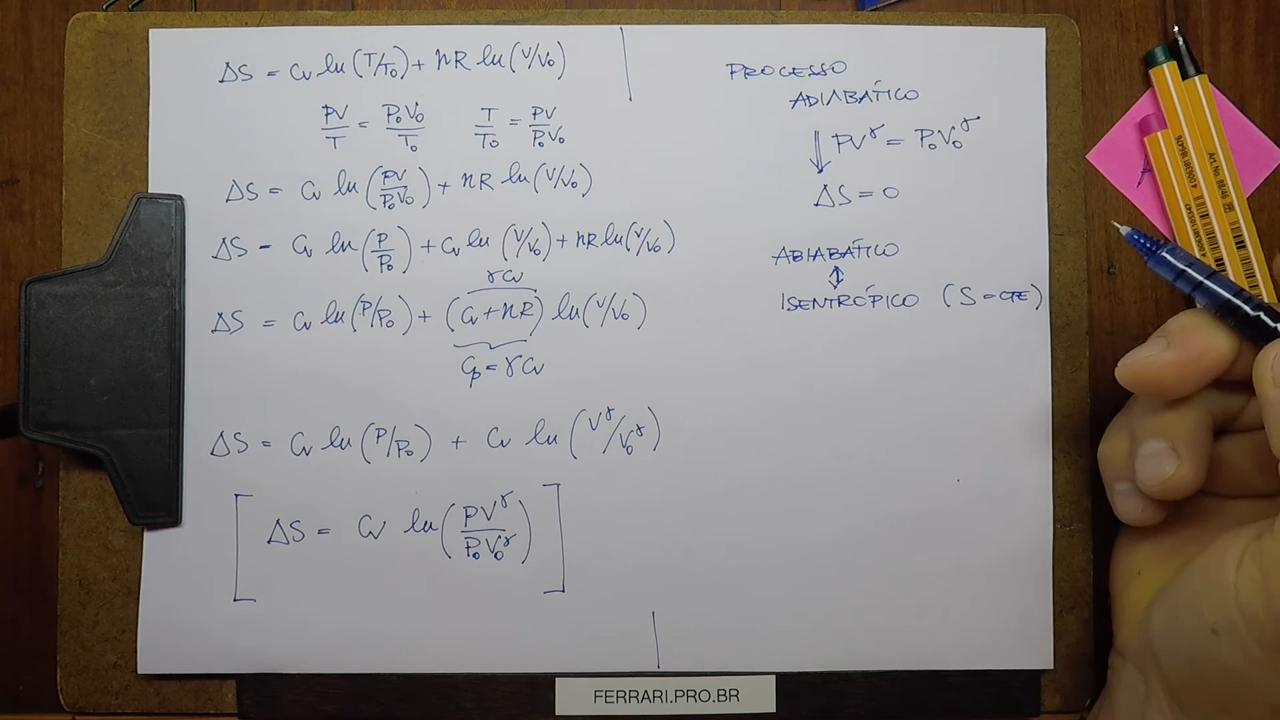 ΔS = Cv ln(T/T₀) + nR ln(V/V₀)
PV/T = P₀V₀/T₀   T/T₀ = PV/P₀V₀
ΔS = Cv ln(PV/P₀V₀) + nR ln(V/V₀)
ΔS = Cv ln(P/P₀) + Cv ln(V/V₀) + nR ln(V/V₀)
γCv
ΔS = Cv ln(P/P₀) + (Cv + nR) ln(V/V₀)
Cp = γCv
ΔS = Cv ln(P/P₀) + Cv ln(V^γ/V₀^γ)
[ΔS = Cv ln(PV^γ/P₀V₀^γ)]
PROCESSO
ADIABÁTICO
↓ PV^γ = P₀V₀^γ
ΔS = 0
ABIABÁTICO
↕
ISENTRÓPICO (S = CTE)
FERRARI.PRO.BR